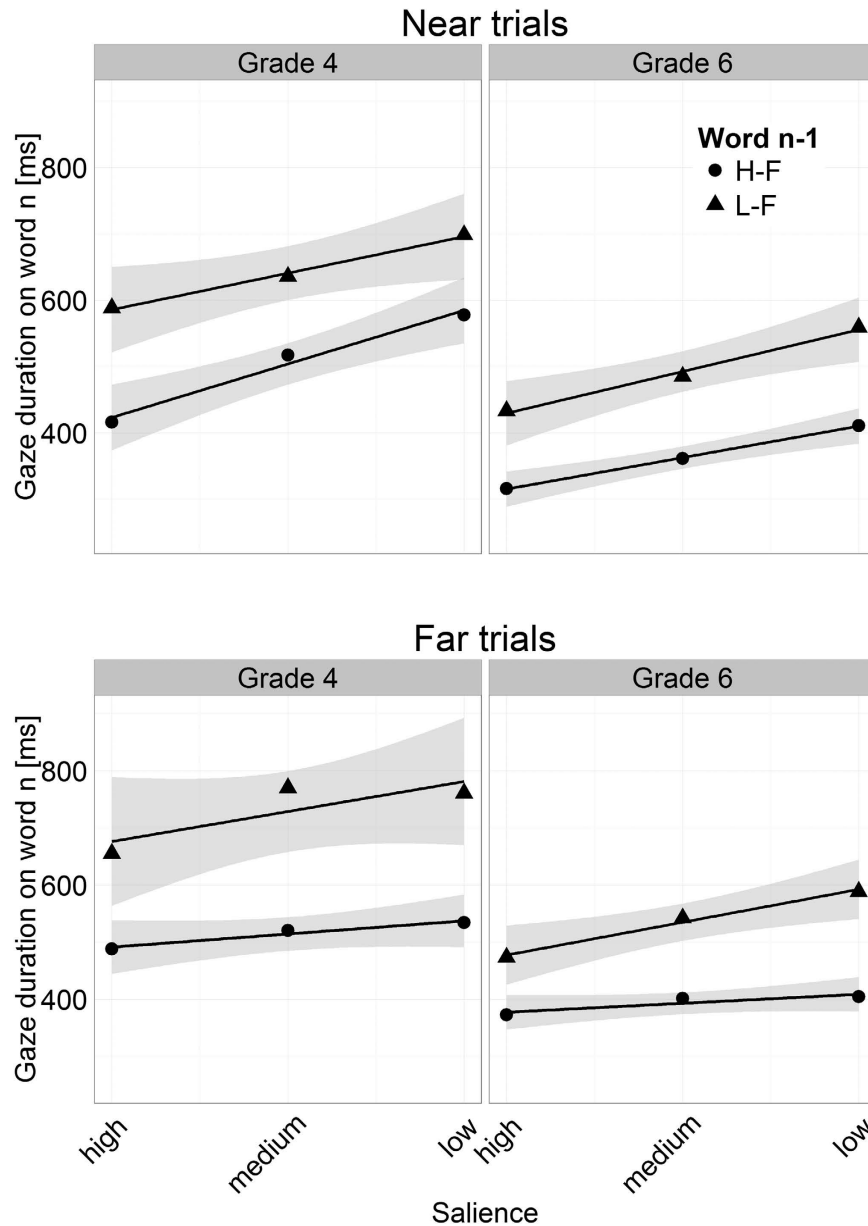 Near trials
Grade 4
Grade 6
Gaze duration on word n [ms]
800
600
400
Word n-1
H-F
L-F
Far trials
Grade 4
Grade 6
Gaze duration on word n [ms]
800
600
400
high
medium
low
high
medium
low
Salience